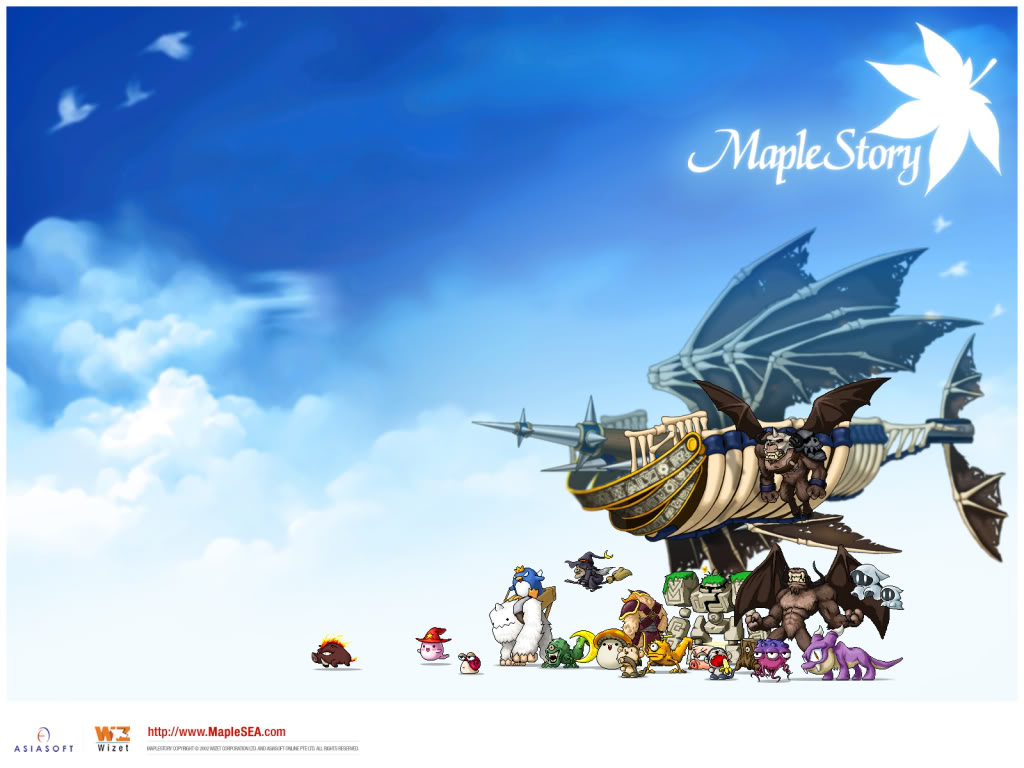 MapleStory
ASIASOFT
Wizet
http://www.MapleSEA.com
MAPLESTORY COPYRIGHT © 2002 WIZET CORPORATION LTD. AND ASIASOFT ONLINE PTE LTD. ALL RIGHTS RESERVED.